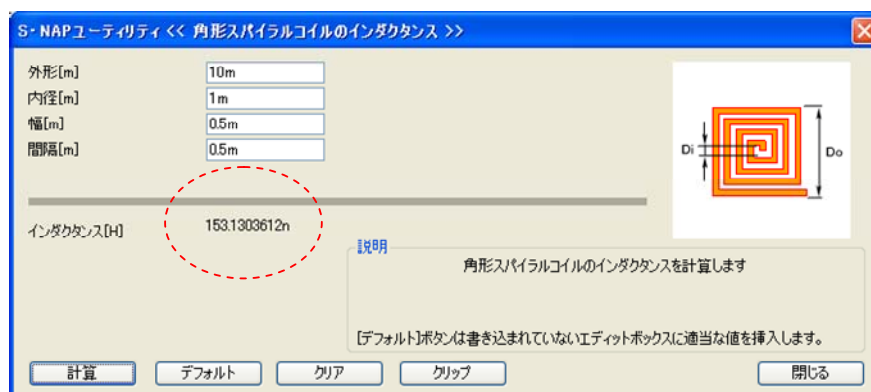 S・NAPユーティリティ << 角形スパイラルコイルのインダクタンス >>
外形[m] 10m
内径[m] 1m
幅[m] 0.5m
間隔[m] 0.5m
Di Do
インダクタンス[H] 153.1303612n
説明
角形スパイラルコイルのインダクタンスを計算します
[デフォルト]ボタンは書き込まれていないエディットボックスに適当な値を挿入します。
計算 デフォルト クリア クリップ 閉じる